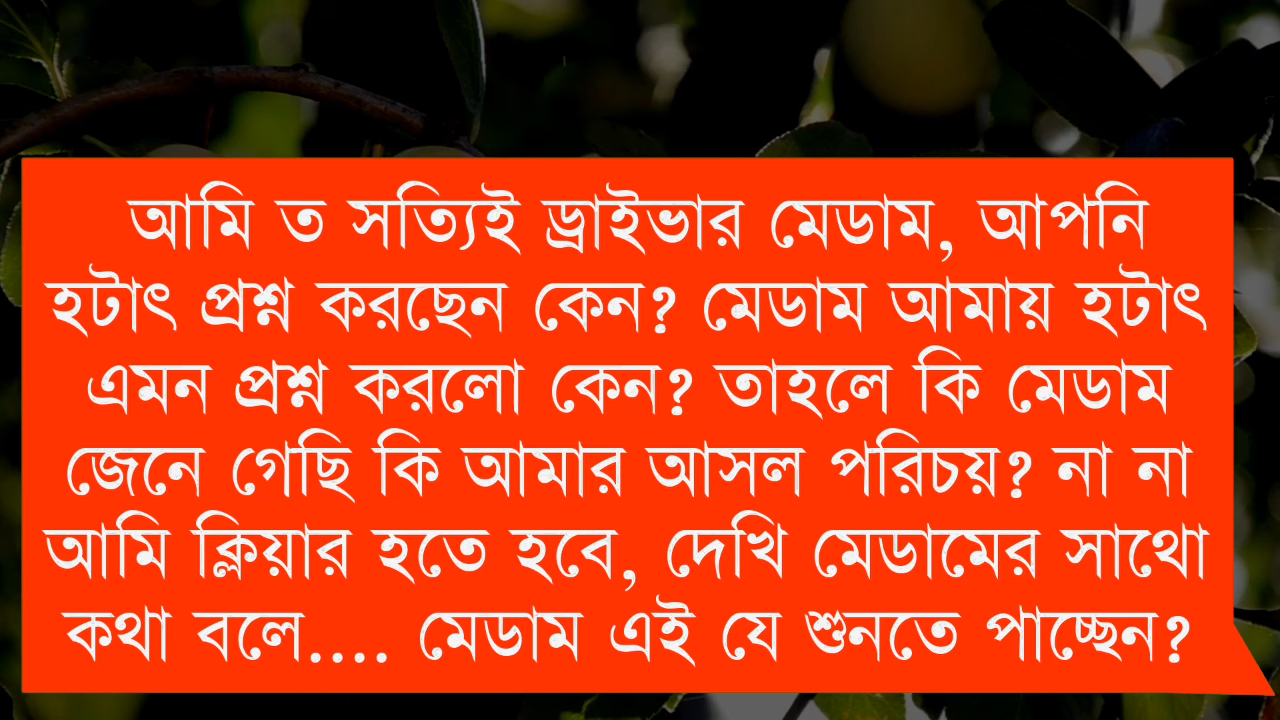 আমি ত সত্যিই ড্রাইভার মেডাম, আপনি
হটাৎ প্রশ্ন করছেন কেন? মেডাম আমায় হটাৎ
এমন প্রশ্ন করলো কেন? তাহলে কি মেডাম
জেনে গেছি কি আমার আসল পরিচয়? না না
আমি ক্লিয়ার হতে হবে, দেখি মেডামের সাথো
কথা বলে.... মেডাম এই যে শুনতে পাচ্ছেন?